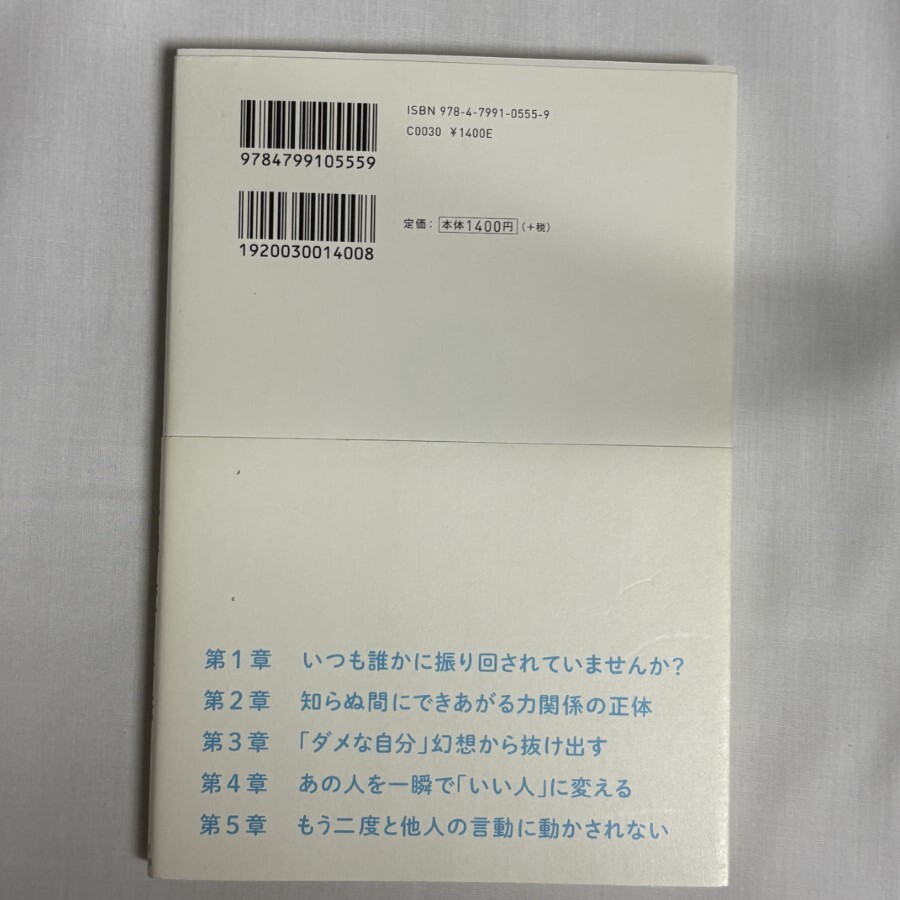 ISBN 978-4-7991-0555-9
C0030 ¥1400E
9784799105559
定価：本体1400円（+税）
1920030014008
第1章 いつも誰かに振り回されていませんか？
第2章 知らぬ間にできあがる力関係の正体
第3章 「ダメな自分」幻想から抜け出す
第4章 あの人を一瞬で「いい人」に変える
第5章 もう二度と他人の言動に動かされない